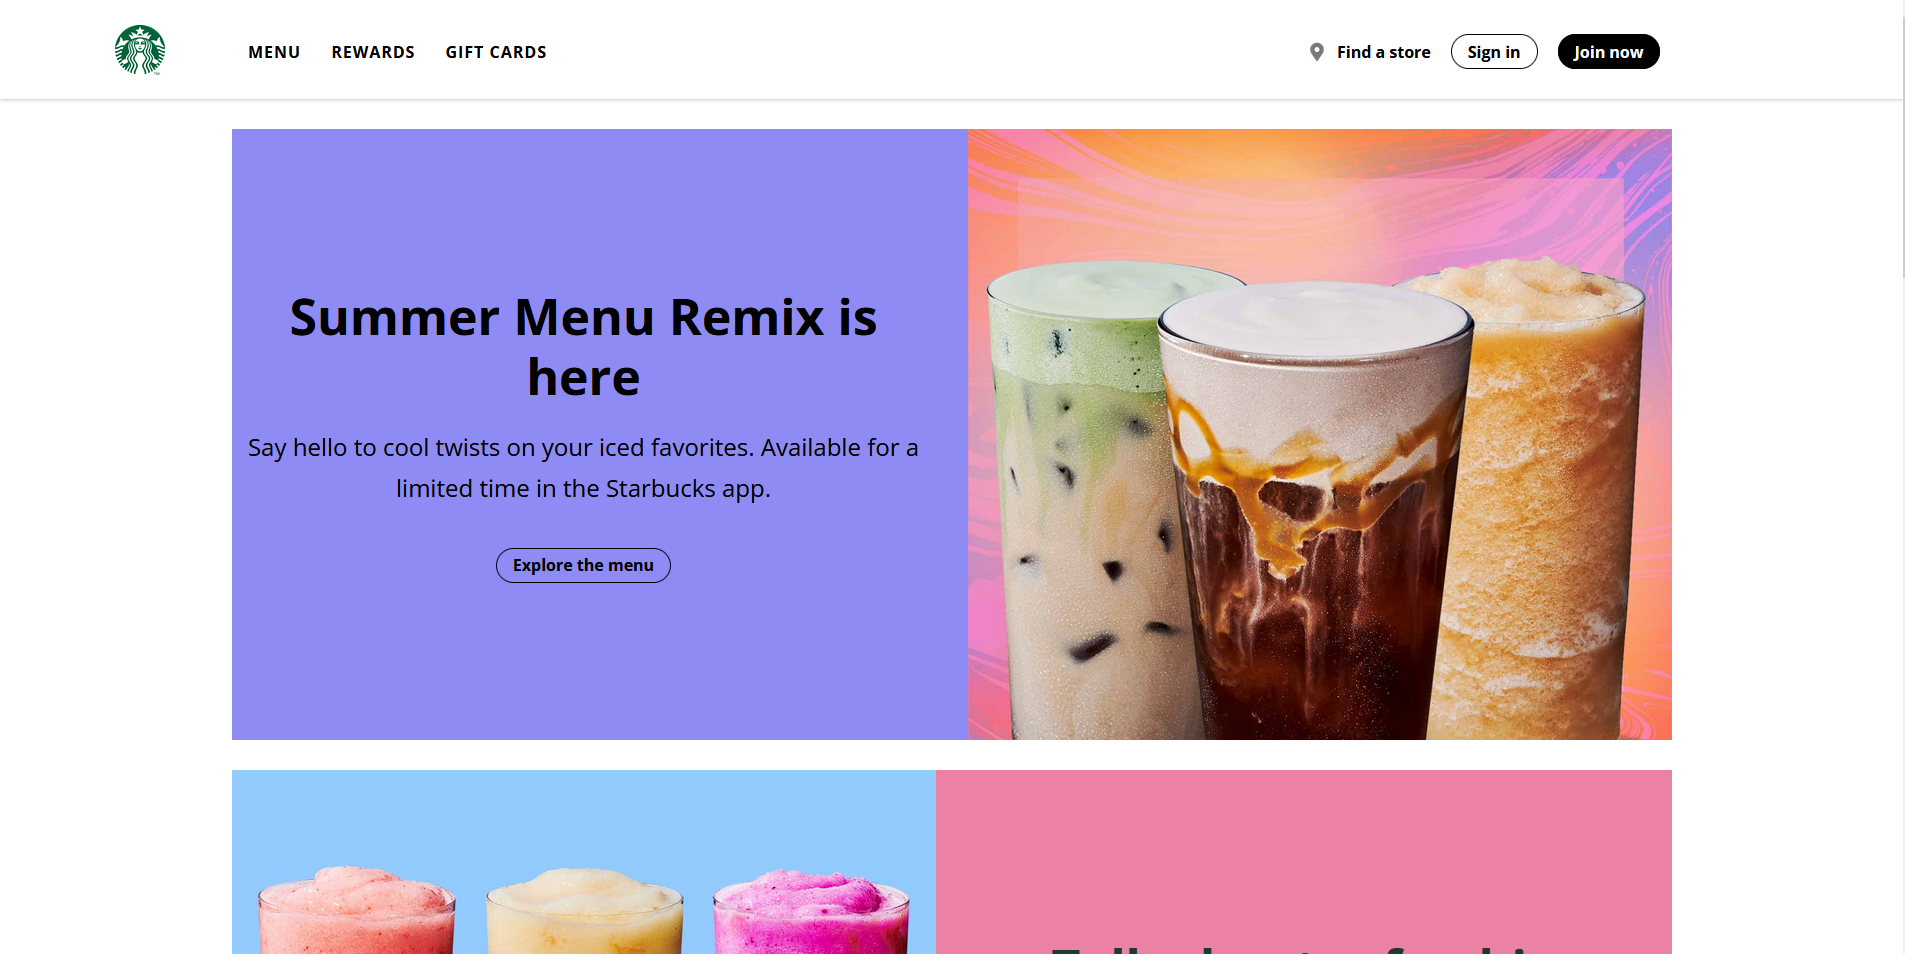 MENU REWARDS GIFT CARDS Find a store Sign in Join now
Summer Menu Remix is
here
Say hello to cool twists on your iced favorites. Available for a
limited time in the Starbucks app.
Explore the menu